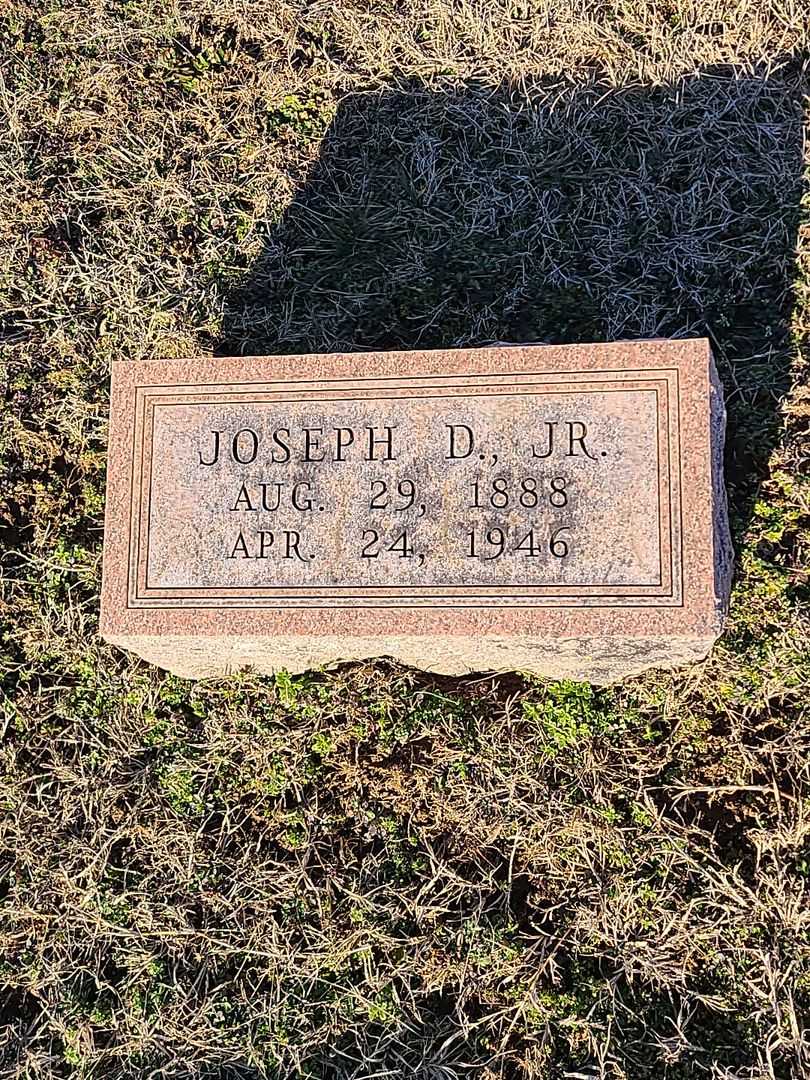 JOSEPH D., JR.
AUG. 29, 1888
APR. 24, 1946